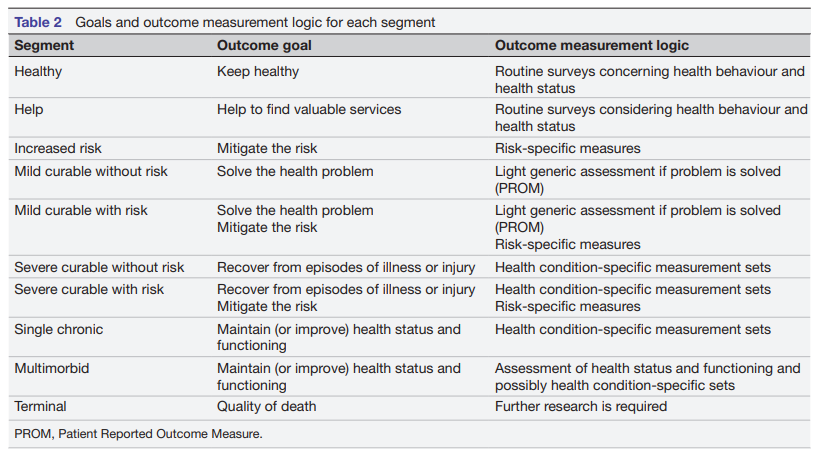 Table 2 Goals and outcome measurement logic for each segment
Segment Outcome goal Outcome measurement logic
Healthy Keep healthy Routine surveys concerning health behaviour and
health status
Help Help to find valuable services Routine surveys considering health behaviour and
health status
Increased risk Mitigate the risk Risk-specific measures
Mild curable without risk Solve the health problem Light generic assessment if problem is solved
(PROM)
Mild curable with risk Solve the health problem Light generic assessment if problem is solved
Mitigate the risk (PROM)
Risk-specific measures
Severe curable without risk Recover from episodes of illness or injury Health condition-specific measurement sets
Severe curable with risk Recover from episodes of illness or injury Health condition-specific measurement sets
Mitigate the risk Risk-specific measures
Single chronic Maintain (or improve) health status and Health condition-specific measurement sets
functioning
Multimorbid Maintain (or improve) health status and Assessment of health status and functioning and
functioning possibly health condition-specific sets
Terminal Quality of death Further research is required
PROM, Patient Reported Outcome Measure.